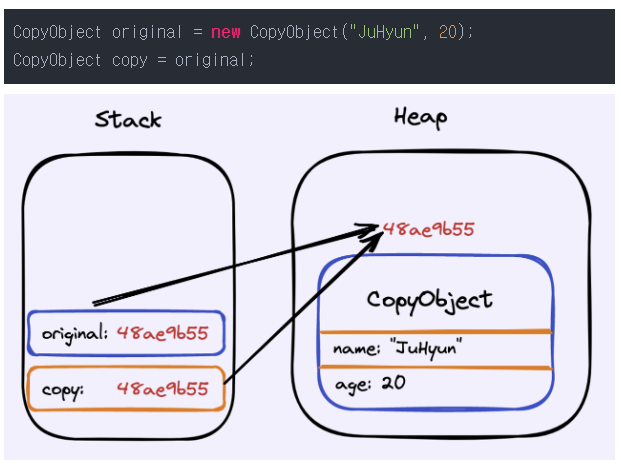 CopyObject original = new CopyObject("JuHyun", 20);
CopyObject copy = original;
Stack
Heap
48ae9b55
CopyObject
original: 48ae9b55
name: "JuHyun"
copy: 48ae9b55
age: 20